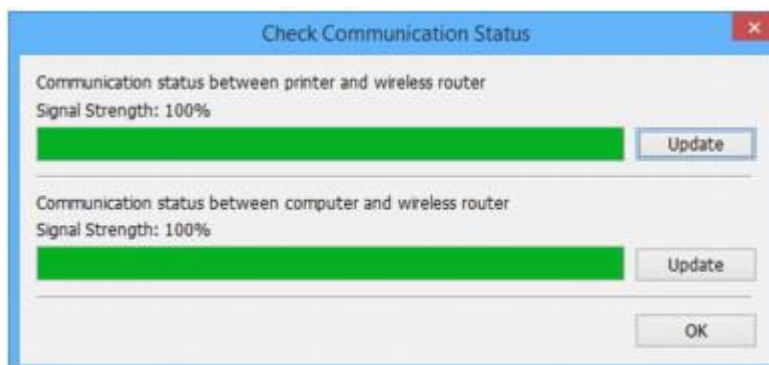 Check Communication Status
Communication status between printer and wireless router
Signal Strength: 100%
Update
Communication status between computer and wireless router
Signal Strength: 100%
Update
OK